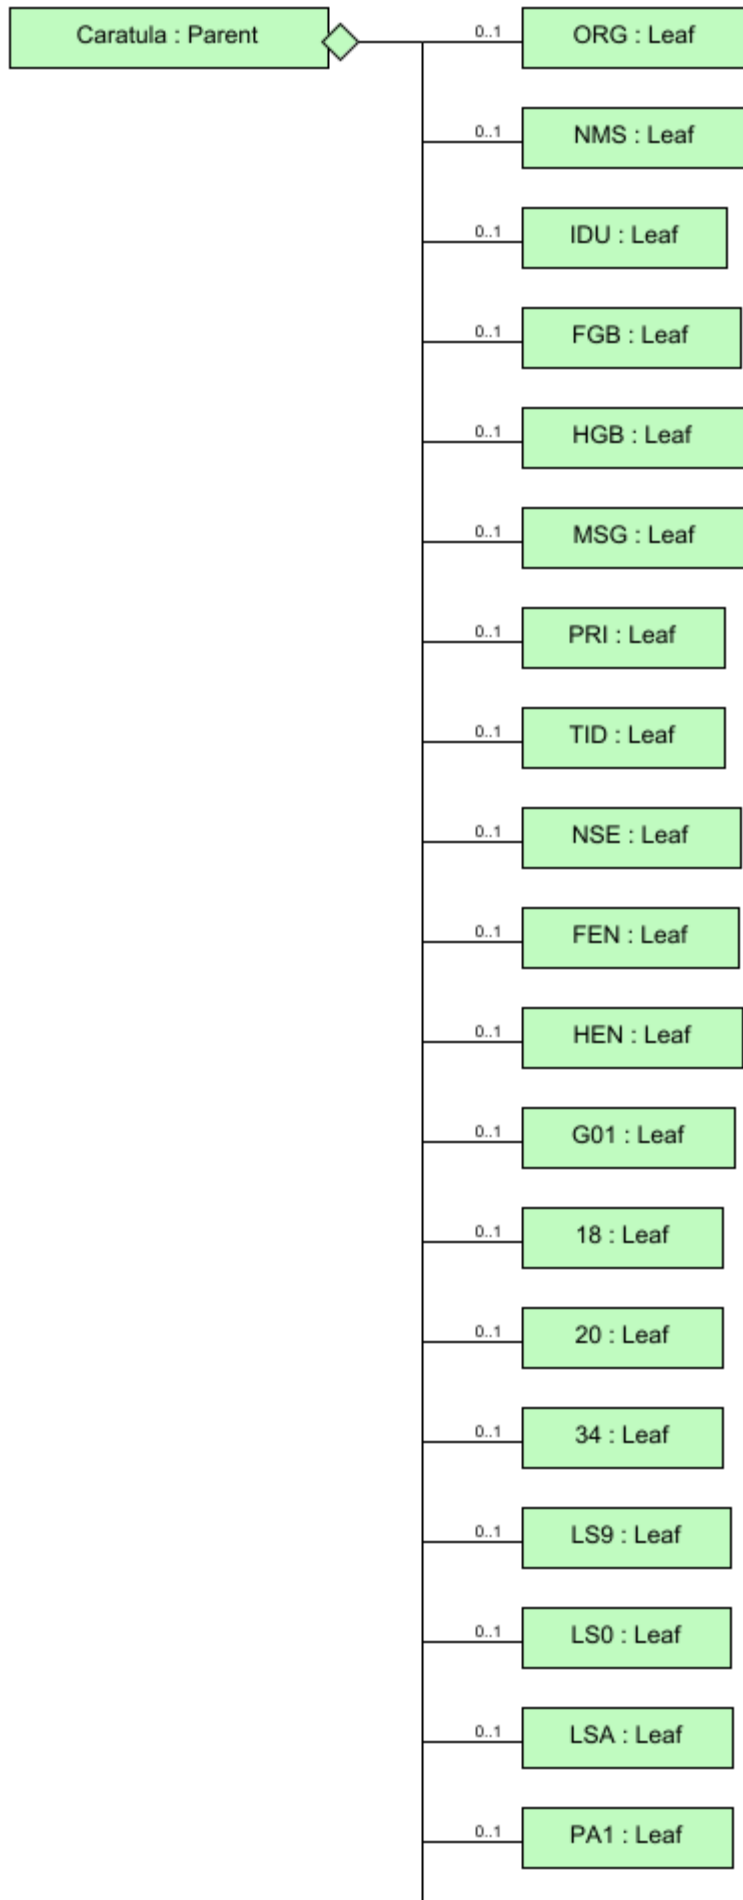 Caratula : Parent
0..1 ORG : Leaf
0..1 NMS : Leaf
0..1 IDU : Leaf
0..1 FGB : Leaf
0..1 HGB : Leaf
0..1 MSG : Leaf
0..1 PRI : Leaf
0..1 TID : Leaf
0..1 NSE : Leaf
0..1 FEN : Leaf
0..1 HEN : Leaf
0..1 G01 : Leaf
0..1 18 : Leaf
0..1 20 : Leaf
0..1 34 : Leaf
0..1 LS9 : Leaf
0..1 LS0 : Leaf
0..1 LSA : Leaf
0..1 PA1 : Leaf